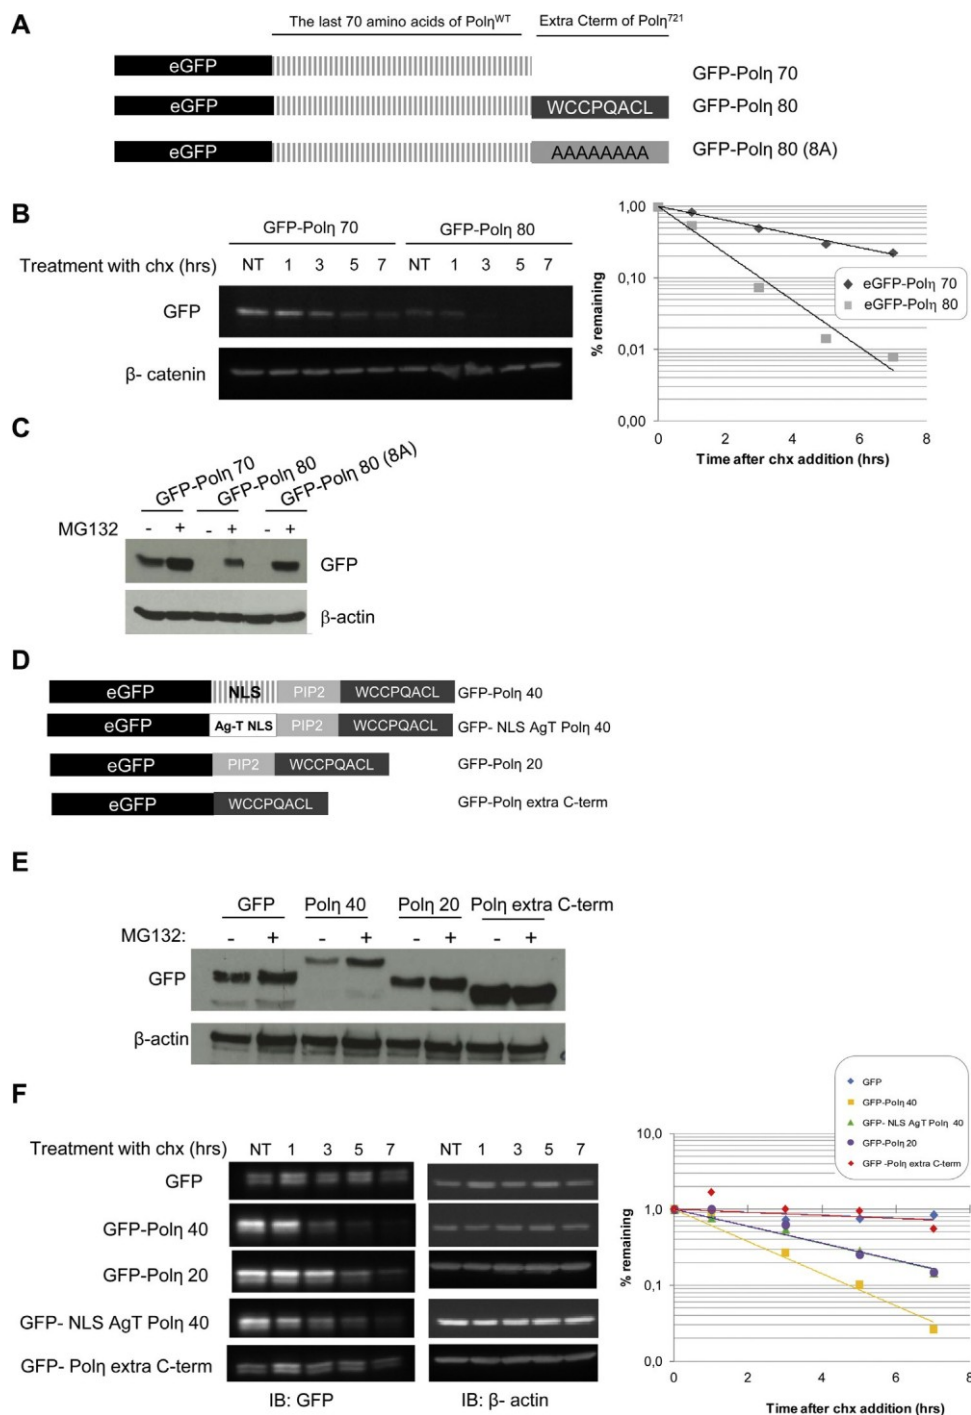 A
The last 70 amino acids of Polη^WT
Extra Cterm of Polη^721
eGFP
GFP-Polη 70
eGFP WCCPQACL GFP-Polη 80
eGFP AAAAAAAA GFP-Polη 80 (8A)
B
GFP-Polη 70 GFP-Polη 80
Treatment with chx (hrs) NT 1 3 5 7 NT 1 3 5 7
GFP
β- catenin
1,00
0,10
0,01
0,00
% remaining
0 2 4 6 8
Time after chx addition (hrs)
eGFP-Polη 70
eGFP-Polη 80
C
GFP-Polη 70
GFP-Polη 80
GFP-Polη 80 (8A)
MG132 - + - + - +
GFP
β-actin
D
eGFP NLS PIP2 WCCPQACL GFP-Polη 40
eGFP Ag-T NLS PIP2 WCCPQACL GFP- NLS AgT Polη 40
eGFP PIP2 WCCPQACL GFP-Polη 20
eGFP WCCPQACL GFP-Polη extra C-term
E
GFP Polη 40 Polη 20 Polη extra C-term
MG132: - + - + - + - +
GFP
β-actin
F
Treatment with chx (hrs) NT 1 3 5 7 NT 1 3 5 7
GFP
GFP-Polη 40
GFP-Polη 20
GFP- NLS AgT Polη 40
GFP- Polη extra C-term
IB: GFP IB: β- actin
GFP
GFP-Polη 40
GFP- NLS AgT Polη 40
GFP-Polη 20
GFP -Polη extra C-term
10,0
1,0
0,1
0,0
% remaining
0 2 4 6 8
Time after chx addition (hrs)